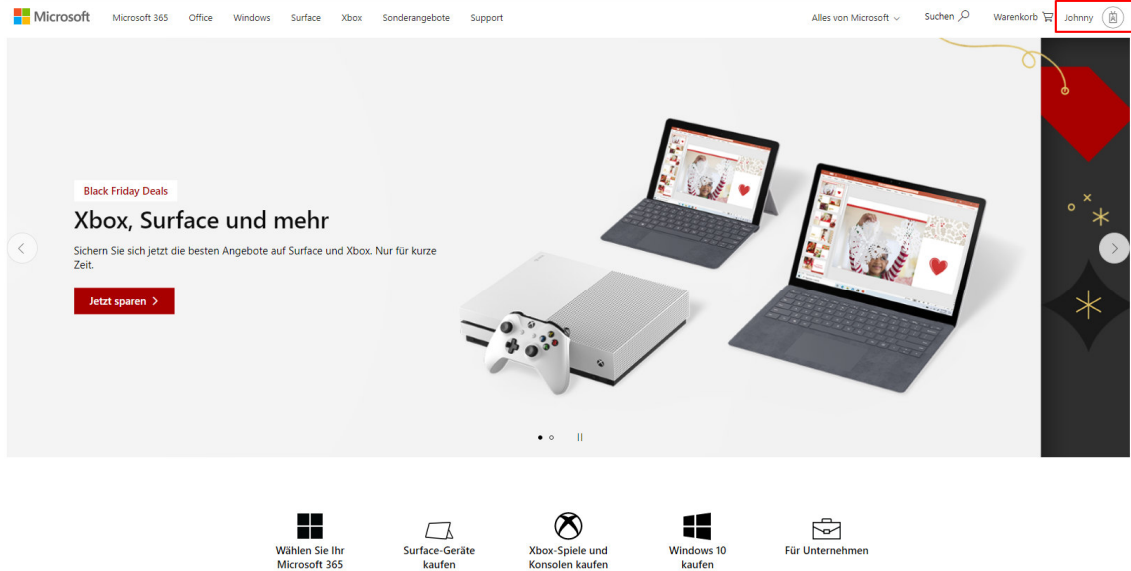 Microsoft
Microsoft 365 Office Windows Surface Xbox Sonderangebote Support
Alles von Microsoft Suchen Warenkorb Johnny
Black Friday Deals
Xbox, Surface und mehr
Sichern Sie sich jetzt die besten Angebote auf Surface und Xbox. Nur für kurze
Zeit.
Jetzt sparen
Wählen Sie Ihr
Microsoft 365
Surface-Geräte
kaufen
Xbox-Spiele und
Konsolen kaufen
Windows 10
kaufen
Für Unternehmen